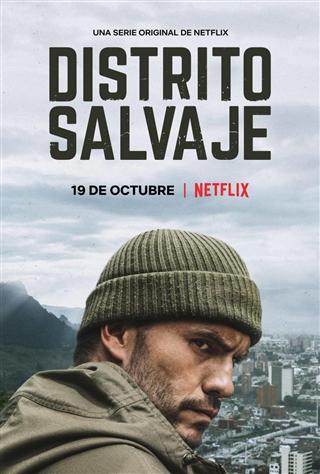 UNA SERIE ORIGINAL DE NETFLIX
DISTRITO
SALVAJE
19 DE OCTUBRE | NETFLIX